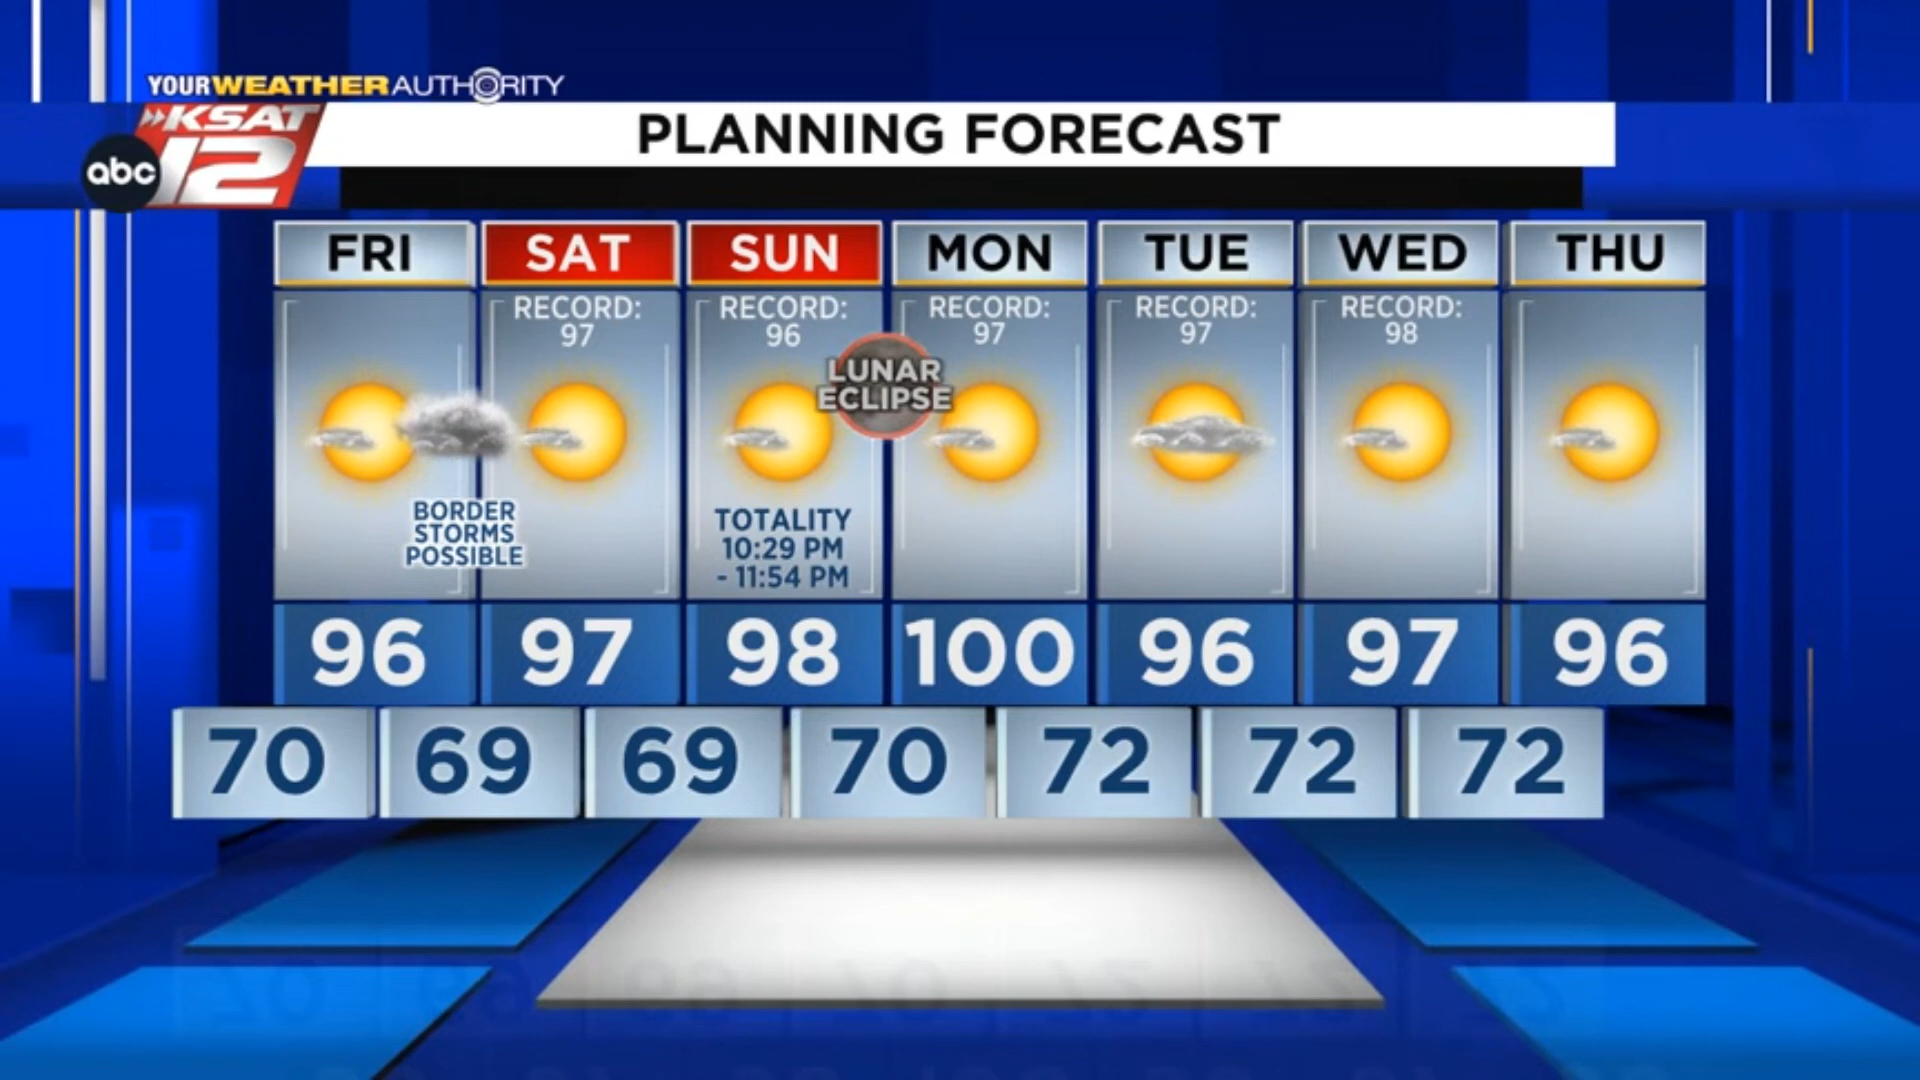 YOUR WEATHER AUTHORITY
KSAT
abc 12
PLANNING FORECAST
FRI SAT SUN MON TUE WED THU
RECORD: RECORD: RECORD: RECORD: RECORD:
97 96 97 97 98
LUNAR
ECLIPSE
BORDER
STORMS
POSSIBLE
TOTALITY
10:29 PM
- 11:54 PM
96 97 98 100 96 97 96
70 69 69 70 72 72 72